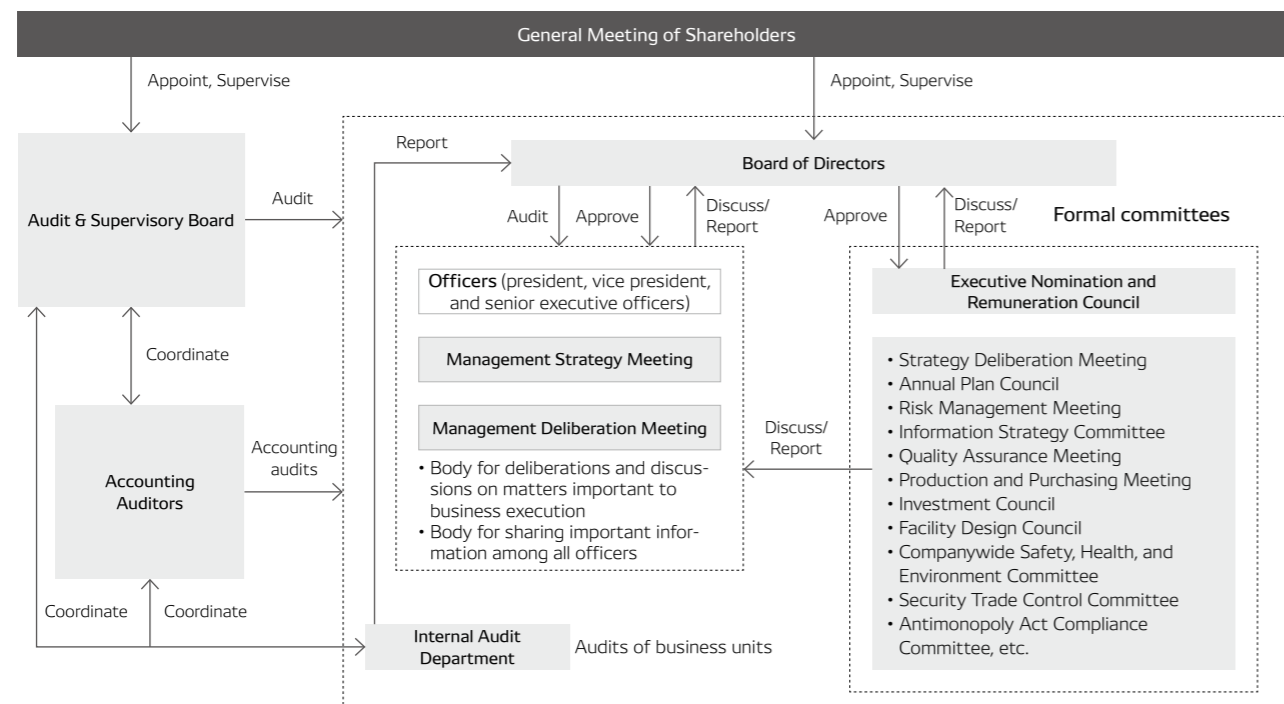 General Meeting of Shareholders
Appoint, Supervise
Appoint, Supervise
Report
Board of Directors
Audit & Supervisory Board
Audit
Audit
Approve
Discuss/
Report
Approve
Discuss/
Report
Formal committees
Officers (president, vice president,
and senior executive officers)
Executive Nomination and
Remuneration Council
Coordinate
Management Strategy Meeting
Management Deliberation Meeting
• Body for deliberations and discus-
sions on matters important to
business execution
• Body for sharing important infor-
mation among all officers
Discuss/
Report
• Strategy Deliberation Meeting
• Annual Plan Council
• Risk Management Meeting
• Information Strategy Committee
• Quality Assurance Meeting
• Production and Purchasing Meeting
• Investment Council
• Facility Design Council
• Companywide Safety, Health, and
Environment Committee
• Security Trade Control Committee
• Antimonopoly Act Compliance
Committee, etc.
Accounting
Auditors
Accounting
audits
Coordinate
Coordinate
Internal Audit
Department
Audits of business units